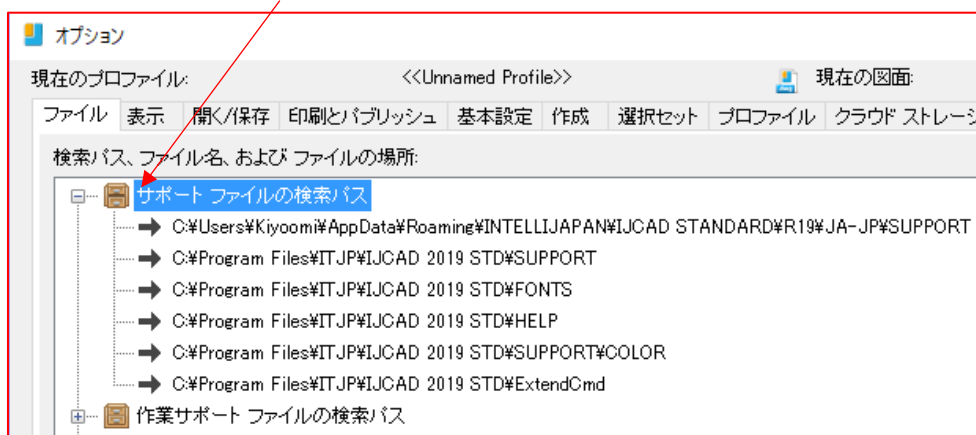 オプション
現在のプロファイル: <<Unnamed Profile>> 現在の図面:
ファイル 表示 開く/保存 印刷とパブリッシュ 基本設定 作成 選択セット プロファイル クラウド ストレージ
検索パス、ファイル名、および ファイルの場所:
サポート ファイルの検索パス
C:¥Users¥Kiyoomi¥AppData¥Roaming¥INTELLIJAPAN¥IJCAD STANDARD¥R19¥JA-JP¥SUPPORT
C:¥Program Files¥ITJP¥IJCAD 2019 STD¥SUPPORT
C:¥Program Files¥ITJP¥IJCAD 2019 STD¥FONTS
C:¥Program Files¥ITJP¥IJCAD 2019 STD¥HELP
C:¥Program Files¥ITJP¥IJCAD 2019 STD¥SUPPORT¥COLOR
C:¥Program Files¥ITJP¥IJCAD 2019 STD¥ExtendCmd
作業サポート ファイルの検索パス